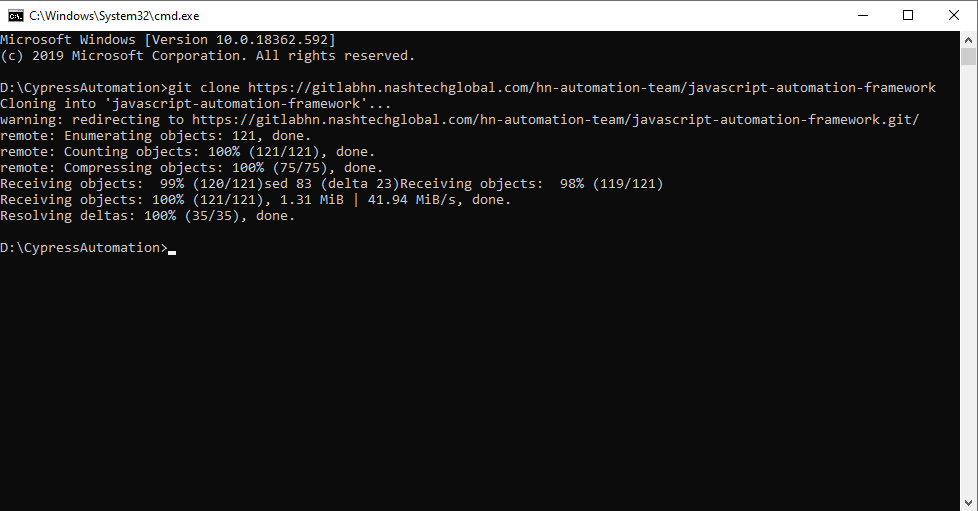 C:\Windows\System32\cmd.exe
Microsoft Windows [Version 10.0.18362.592]
(c) 2019 Microsoft Corporation. All rights reserved.
D:\CypressAutomation>git clone https://gitlabhn.nashtechglobal.com/hn-automation-team/javascript-automation-framework
Cloning into 'javascript-automation-framework'...
warning: redirecting to https://gitlabhn.nashtechglobal.com/hn-automation-team/javascript-automation-framework.git/
remote: Enumerating objects: 121, done.
remote: Counting objects: 100% (121/121), done.
remote: Compressing objects: 100% (75/75), done.
Receiving objects:  99% (120/121)sed 83 (delta 23)Receiving objects:  98% (119/121)
Receiving objects: 100% (121/121), 1.31 MiB | 41.94 MiB/s, done.
Resolving deltas: 100% (35/35), done.
D:\CypressAutomation>